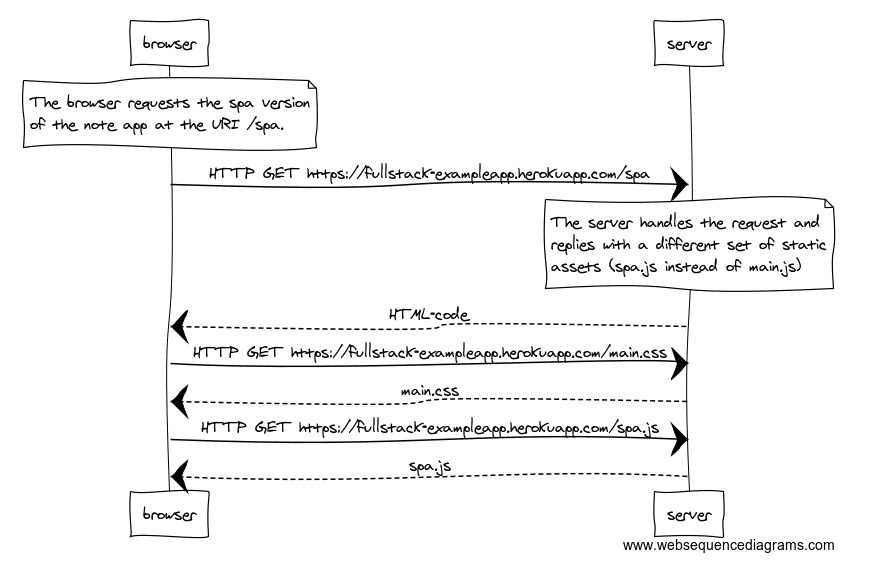 browser
server
The browser requests the spa version
of the note app at the URI /spa.
HTTP GET https://fullstack-exampleapp.herokuapp.com/spa
The server handles the request and
replies with a different set of static
assets (spa.js instead of main.js)
HTML-code
HTTP GET https://fullstack-exampleapp.herokuapp.com/main.css
main.css
HTTP GET https://fullstack-exampleapp.herokuapp.com/spa.js
spa.js
browser
server
www.websequencediagrams.com